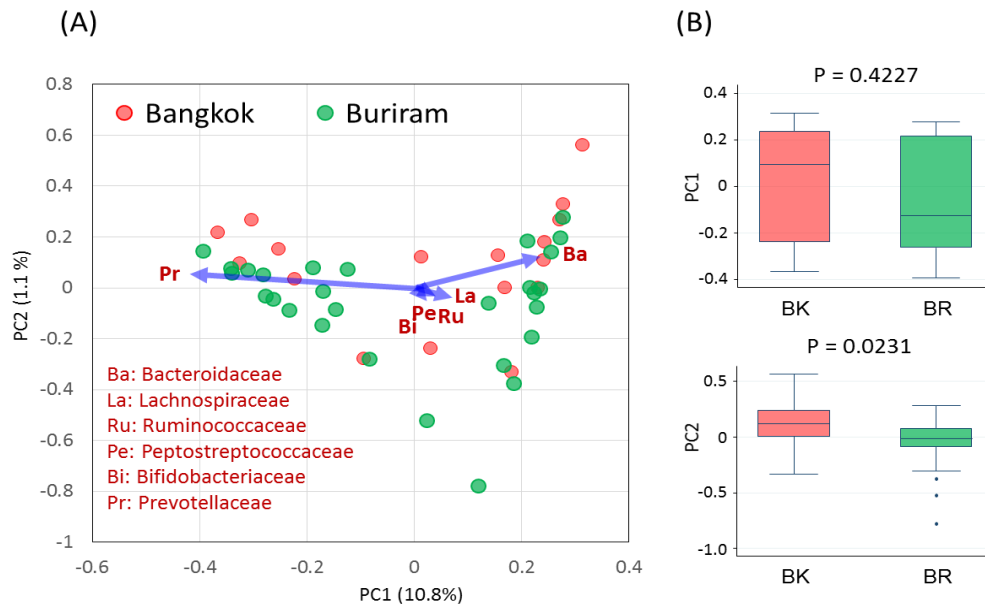 (A)
0.8
0.6
0.4
0.2
0
-0.2
-0.4
-0.6
-0.8
-1
PC2 (1.1 %)
Bangkok
Buriram
Pr
Ba
La
Pe
Ru
Bi
Ba: Bacteroidaceae
La: Lachnospiraceae
Ru: Ruminococcaceae
Pe: Peptostreptococcaceae
Bi: Bifidobacteriaceae
Pr: Prevotellaceae
-0.6
-0.4
-0.2
0
0.2
0.4
PC1 (10.8%)
(B)
P = 0.4227
0.4
0.2
0
-0.2
-0.4
PC1
BK
BR
P = 0.0231
0.5
0
-0.5
-1.0
PC2
BK
BR